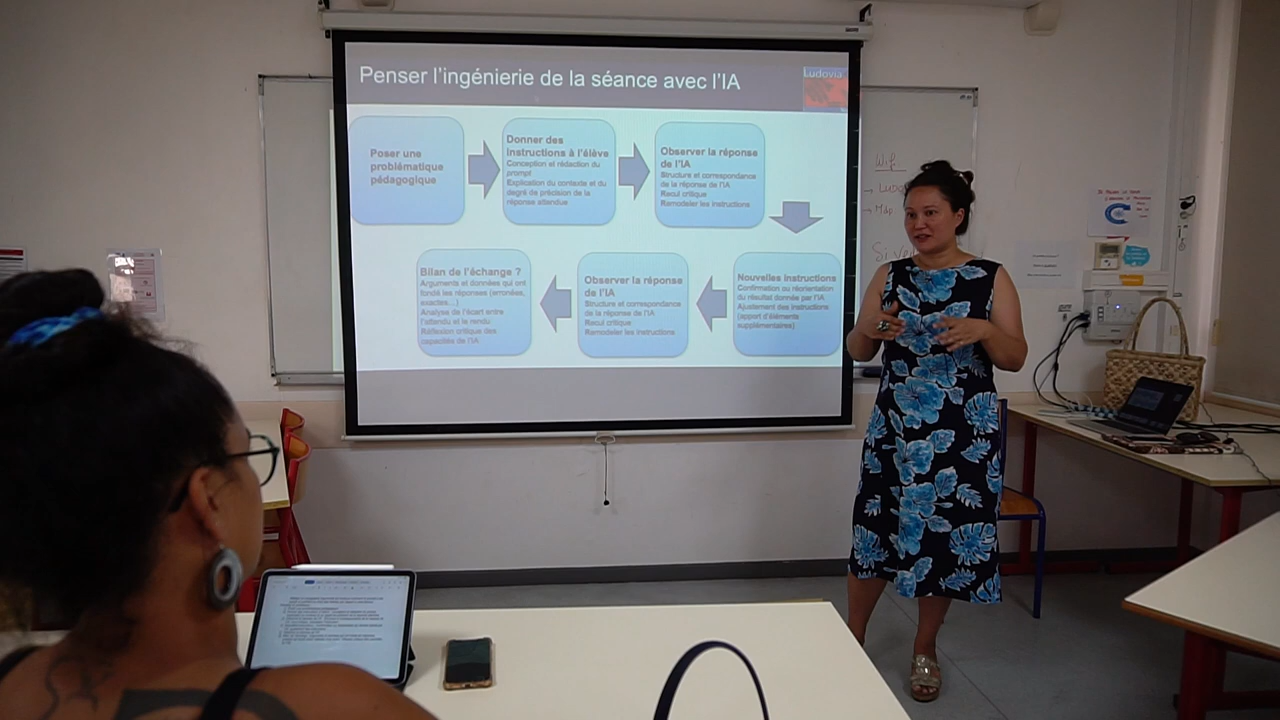 Penser l'ingénierie de la séance avec l'IA
Ludovia
Poser une
problématique
pédagogique
Donner des
instructions à l'élève
Conception et rédaction du
prompt
Explication du contexte et du
degré de précision de la
réponse attendue
Observer la réponse
de l'IA
Structure et correspondance
de la réponse de l'IA
Recul critique
Remodeler les instructions
Nouvelles instructions
Confirmation ou réorientation
du résultat donnée par l'IA
Ajustement des instructions
(apport d'éléments
supplémentaires)
Observer la réponse
de l'IA
Structure et correspondance
de la réponse de l'IA
Recul critique
Remodeler les instructions
Bilan de l'échange ?
Arguments et données qui ont
fondé les réponses (erronées,
exactes...)
Analyse de l'écart entre
l'attendu et le rendu
Réflexion critique des
capacités de l'IA
Wifi
→ LUDO
→ Mdp
Si ve